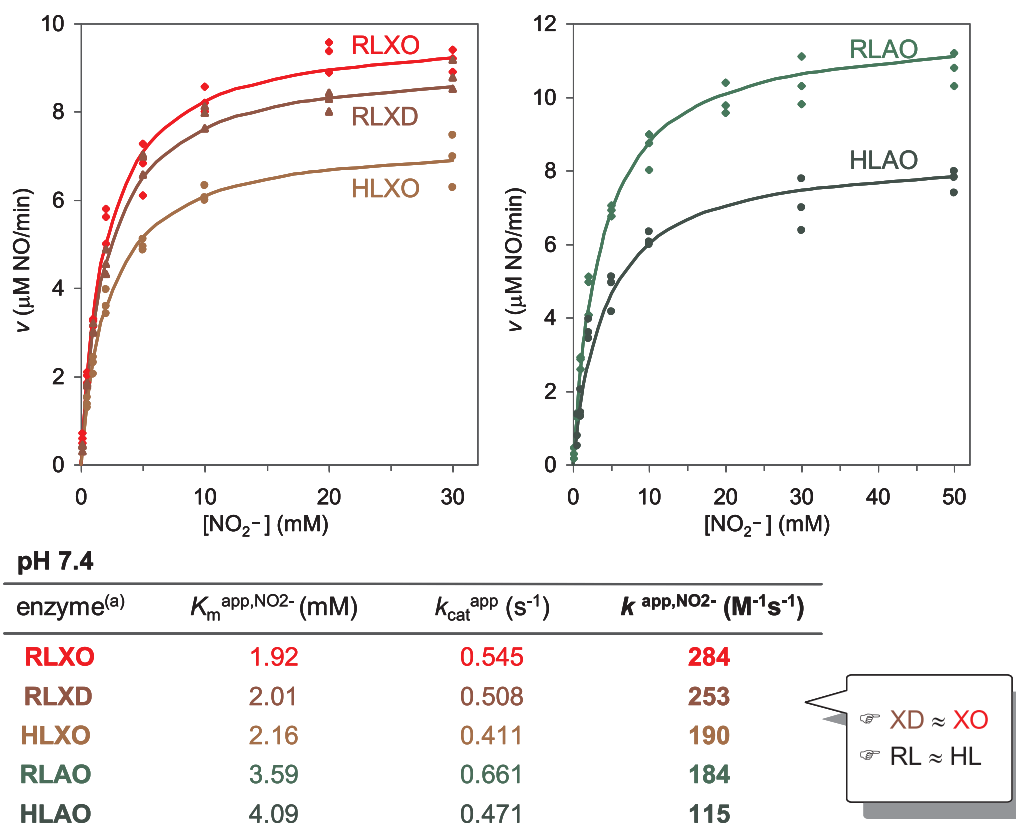 10
8
6
4
2
0
v (μM NO/min)
RLXO
RLXD
HLXO
0 10 20 30
[NO₂⁻] (mM)
12
10
8
6
4
2
0
v (μM NO/min)
RLAO
HLAO
0 10 20 30 40 50
[NO₂⁻] (mM)
pH 7.4
enzyme⁽ᵃ⁾ Kₘ^app,NO2- (mM) k_cat^app (s⁻¹) k ^app,NO2- (M⁻¹s⁻¹)
RLXO 1.92 0.545 284
RLXD 2.01 0.508 253
HLXO 2.16 0.411 190
RLAO 3.59 0.661 184
HLAO 4.09 0.471 115
☞ XD ≈ XO
☞ RL ≈ HL